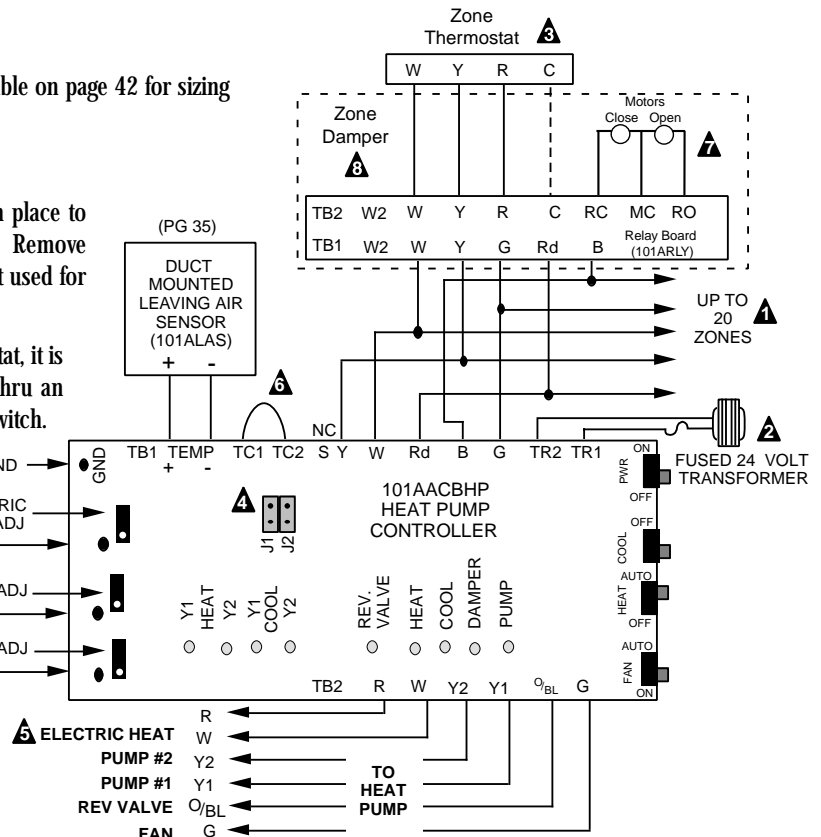 ble on page 42 for sizing
place to
Remove
used for
tat, it is
hru an
Zone
Thermostat 3
W Y R C
Zone
Damper
8
Motors
Close Open
7
TB2 W2 W Y R C RC MC RO
TB1 W2 W Y G Rd B
Relay Board
(101ARLY)
(PG 35)
DUCT
MOUNTED
LEAVING AIR
SENSOR
(101ALAS)
+ -
6
UP TO
20
ZONES
1
2
FUSED 24 VOLT
TRANSFORMER
NC
TB1 TEMP TC1 TC2 S Y W Rd B G TR2 TR1
+ -
GND
4
J1 J2
101AACBHP
HEAT PUMP
CONTROLLER
ON
PWR
OFF
OFF
COOL
AUTO
HEAT
OFF
AUTO
FAN
ON
ADJ
ADJ
Y1 HEAT Y2 Y1 COOL Y2
REV. VALVE HEAT COOL DAMPER PUMP
TB2 R W Y2 Y1 O/BL G
R
5 ELECTRIC HEAT W
PUMP #2 Y2
PUMP #1 Y1
REV VALVE O/BL
FAN G
TO
HEAT
PUMP